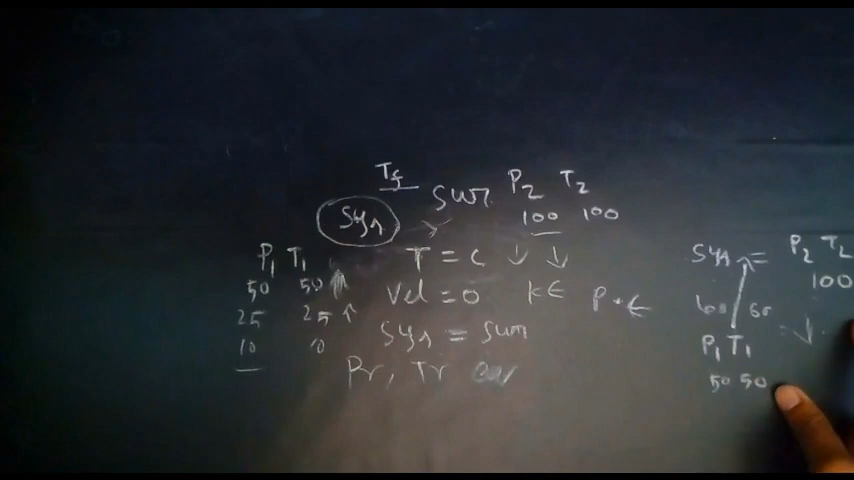 Tf
Sys
Surr P2 T2
100 100
P1 T1
T = C ↓ ↓
50 50
Vel = 0 KE P.E
25 25 ↑
Sys = Surr
10 10
Pr, Tr
Sys = P2 T2
100
60 60
P1 T1
50 50